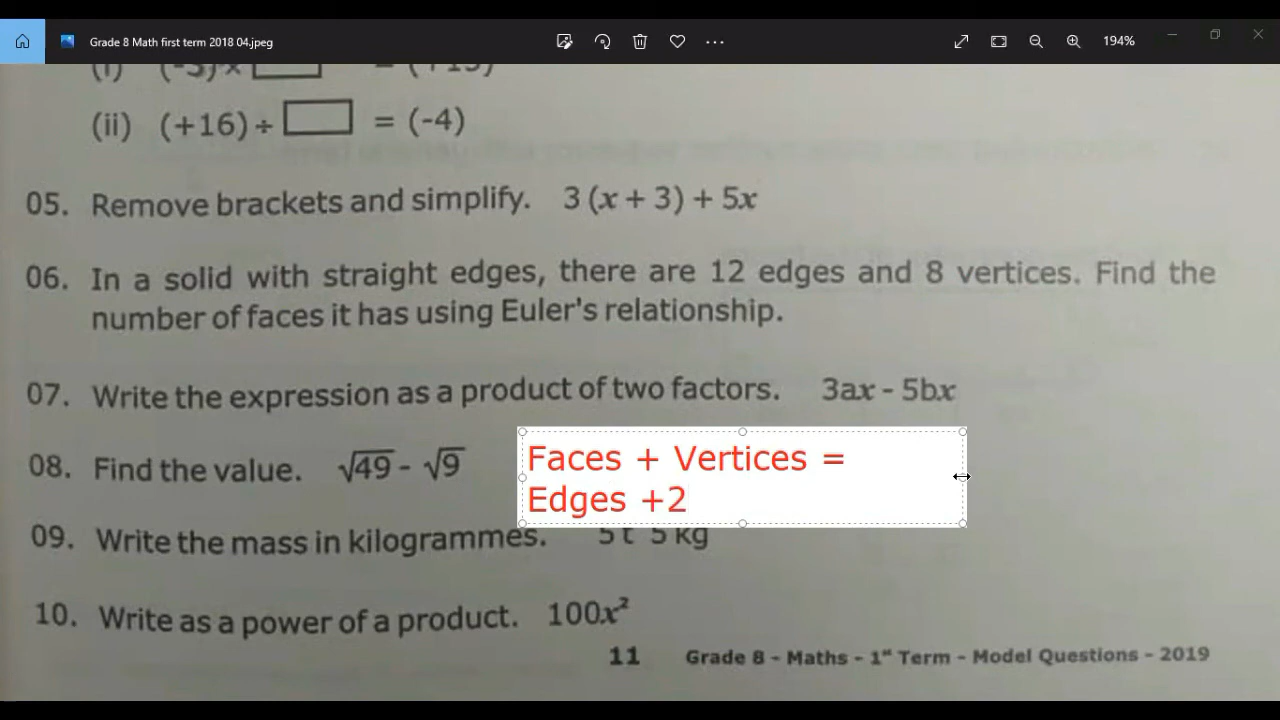 Grade 8 Math first term 2018 04.jpeg
194%
(ii) (+16) ÷ = (-4)
05. Remove brackets and simplify. 3 (x + 3) + 5x
06. In a solid with straight edges, there are 12 edges and 8 vertices. Find the
number of faces it has using Euler's relationship.
07. Write the expression as a product of two factors. 3ax - 5bx
08. Find the value. √49 - √9
Faces + Vertices =
Edges +2
09. Write the mass in kilogrammes. 5 t 5 kg
10. Write as a power of a product. 100x²
11 Grade 8 - Maths - 1st Term - Model Questions - 2019